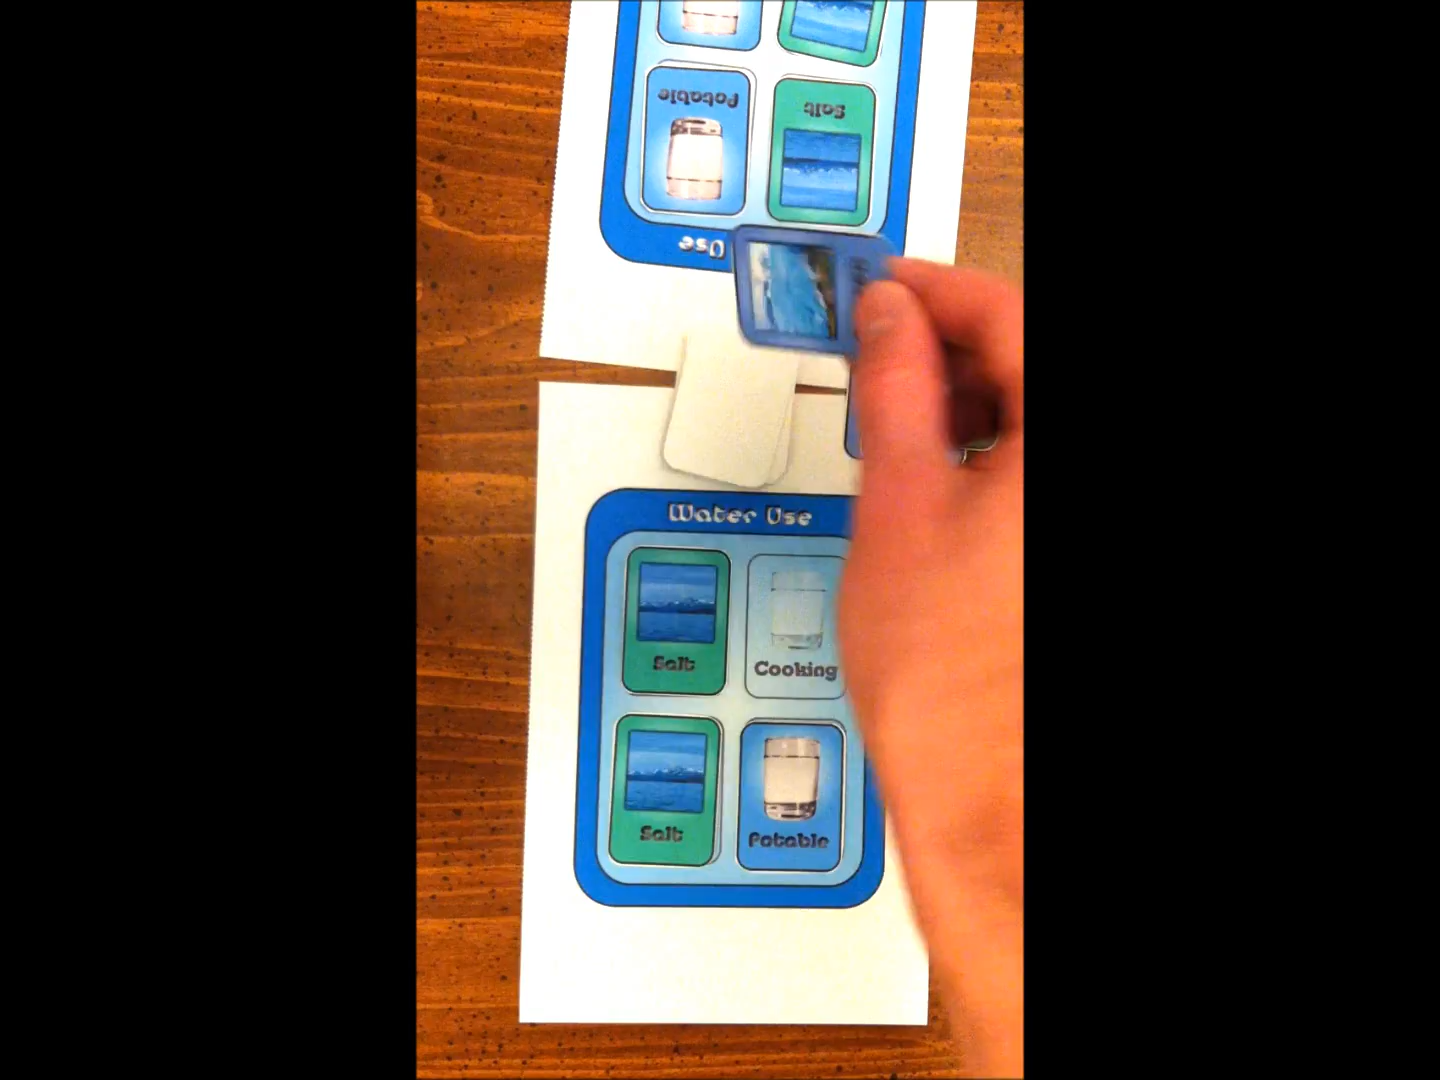 Potable
Salt
Use
Water Use
Salt
Cooking
Salt
Potable